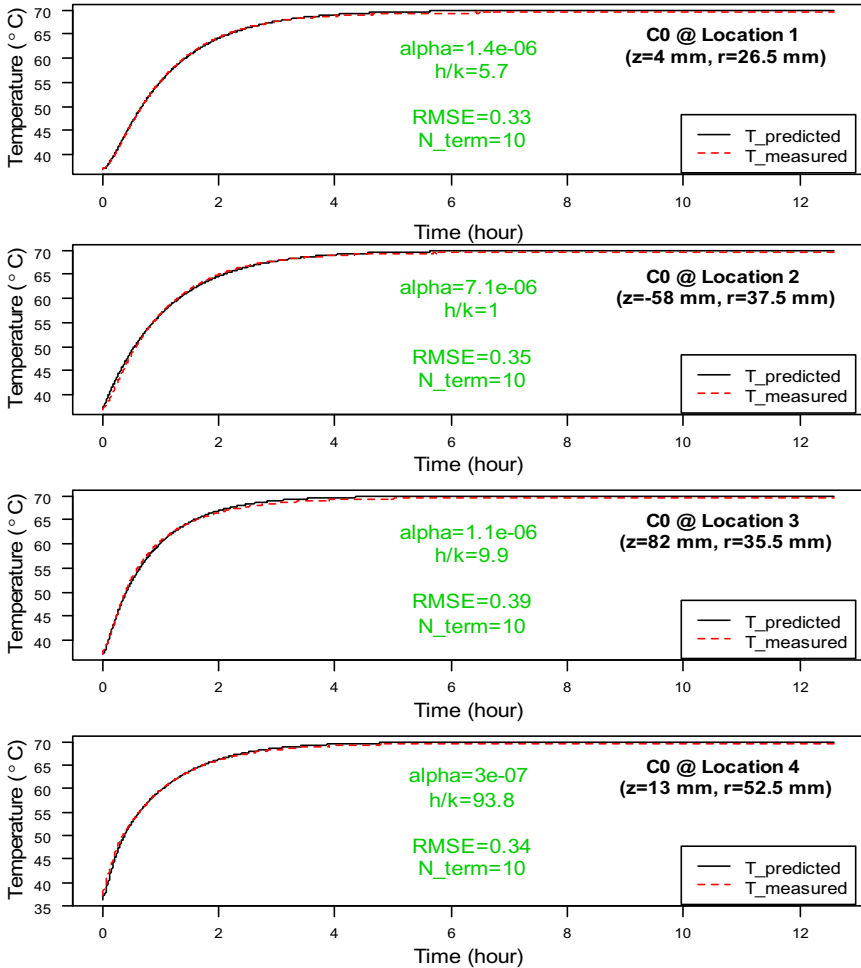 Temperature (° C)
70
65
60
55
50
45
40
alpha=1.4e-06
h/k=5.7
RMSE=0.33
N_term=10
C0 @ Location 1
(z=4 mm, r=26.5 mm)
T_predicted
T_measured
0 2 4 6 8 10 12
Time (hour)
Temperature (° C)
70
65
60
55
50
45
40
alpha=7.1e-06
h/k=1
RMSE=0.35
N_term=10
C0 @ Location 2
(z=-58 mm, r=37.5 mm)
T_predicted
T_measured
0 2 4 6 8 10 12
Time (hour)
Temperature (° C)
70
65
60
55
50
45
40
alpha=1.1e-06
h/k=9.9
RMSE=0.39
N_term=10
C0 @ Location 3
(z=82 mm, r=35.5 mm)
T_predicted
T_measured
0 2 4 6 8 10 12
Time (hour)
Temperature (° C)
70
65
60
55
50
45
40
35
alpha=3e-07
h/k=93.8
RMSE=0.34
N_term=10
C0 @ Location 4
(z=13 mm, r=52.5 mm)
T_predicted
T_measured
0 2 4 6 8 10 12
Time (hour)